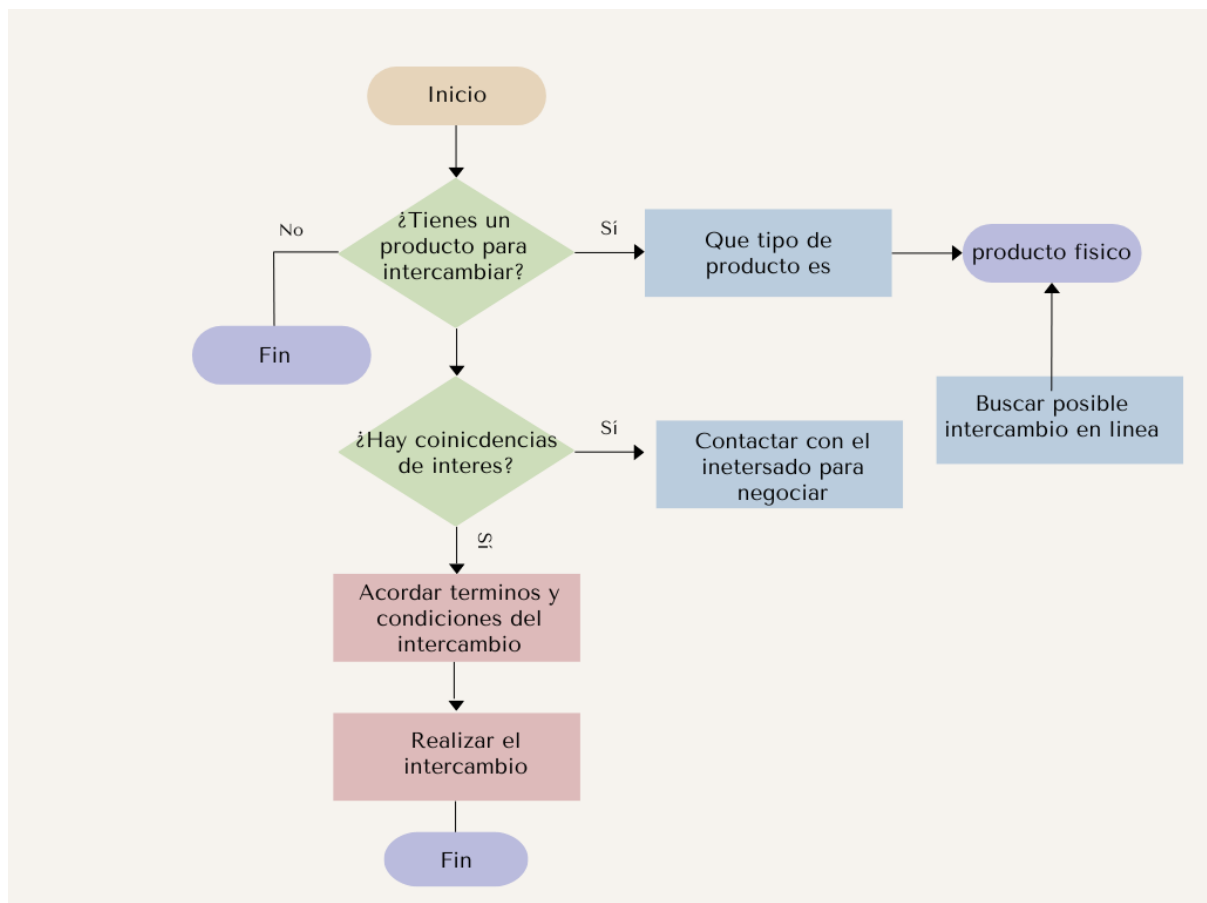 Inicio
¿Tienes un
producto para
intercambiar?
No
Sí
Que tipo de
producto es
producto fisico
Fin
Buscar posible
intercambio en linea
¿Hay coinicdencias
de interes?
Sí
Contactar con el
inetersado para
negociar
Sí
Acordar terminos y
condiciones del
intercambio
Realizar el
intercambio
Fin